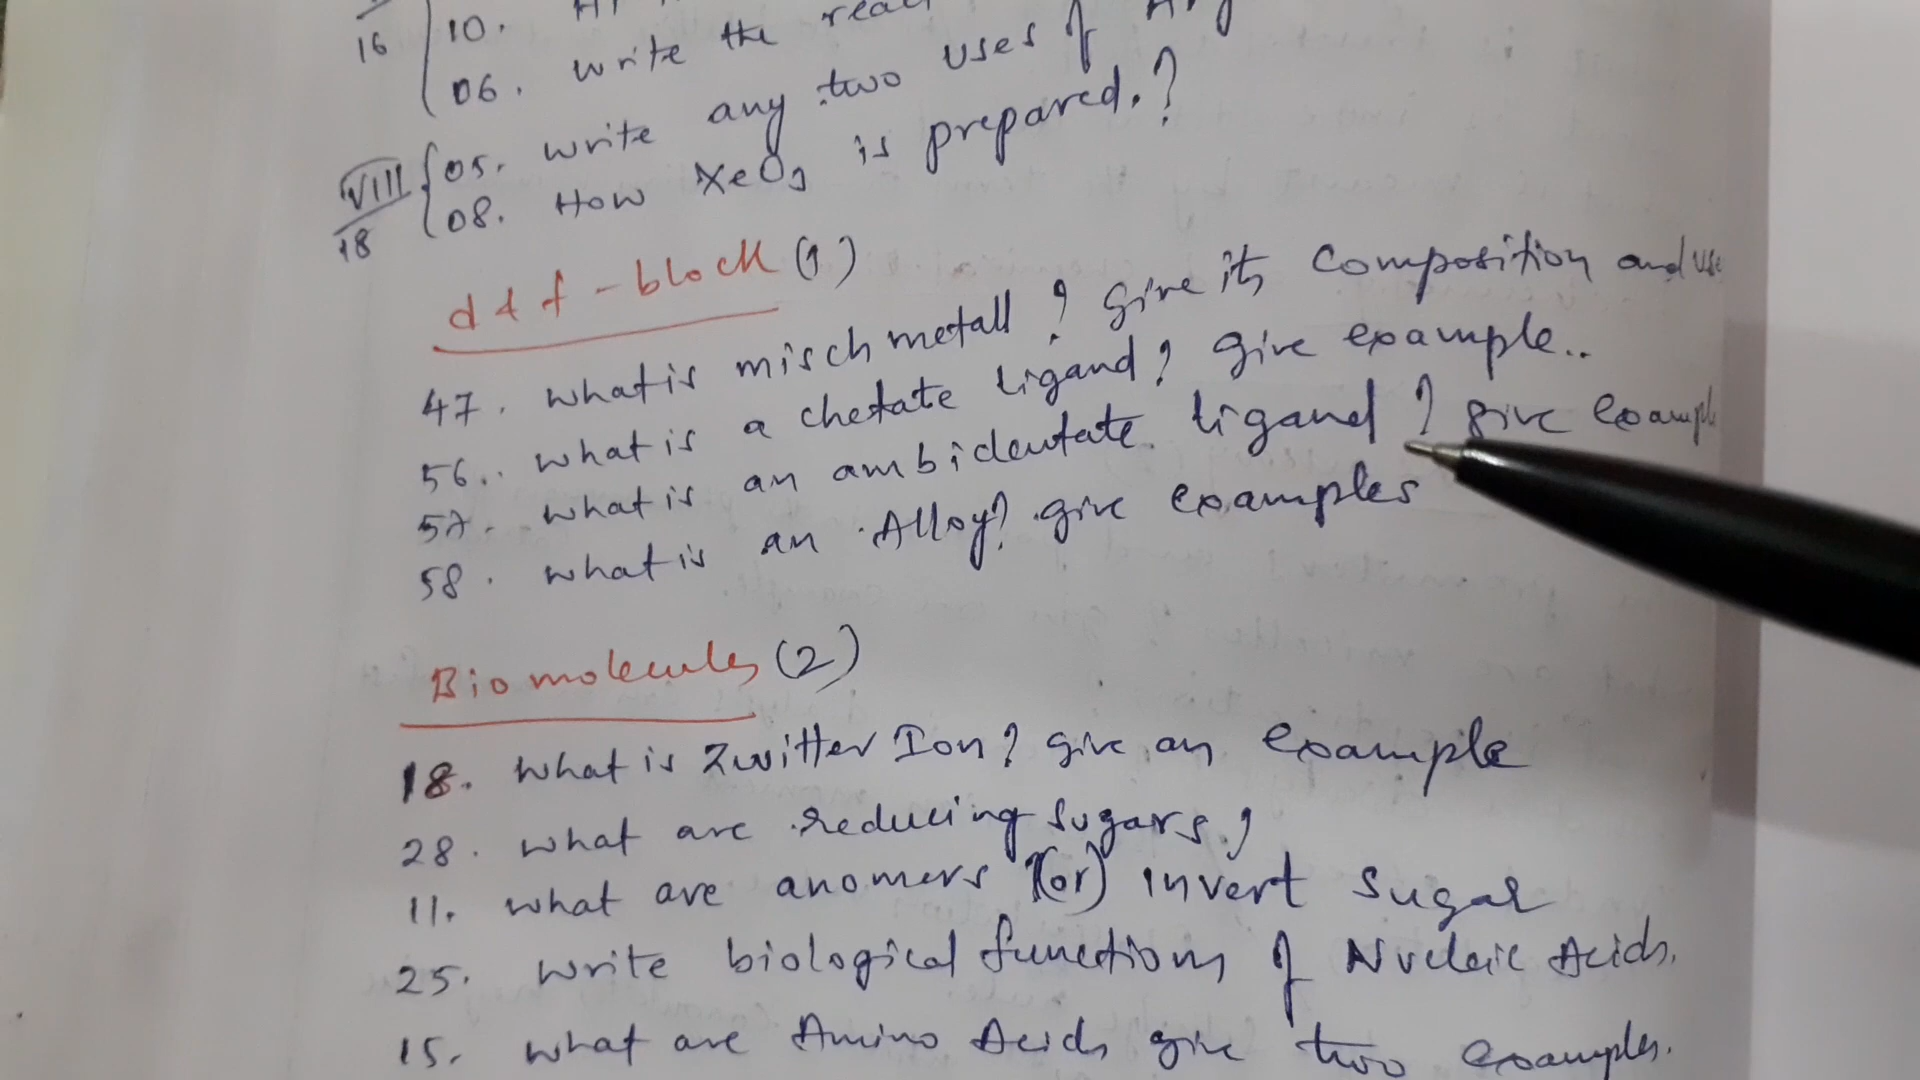 16
10.
06. write the
VIII 05. write any two uses of
18 08. How XeO3 is prepared.?
d & f - block (1)
47. what is misch metall? Give its Composition and use
56.. what is a chetate ligand? Give example..
57. what is an ambidentate ligand? give exampl
58. what is an Alloy? give examples
Biomolecules (2)
18. what is Zwitter Ion? give an example
28. what are reducing sugars?
11. what are anomers? (or) invert sugar
25. write biological functions of Nucleic Acids.
15. what are Amino Acids give two examples.